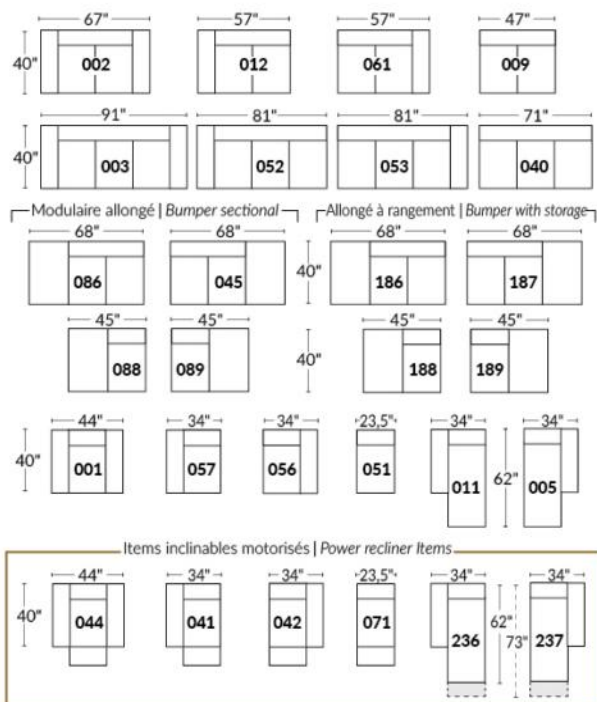 67" 57" 57" 47"
40" 002 012 061 009
91" 81" 81" 71"
40" 003 052 053 040
Modulaire allongé | Bumper sectional Allongé à rangement | Bumper with storage
68" 68" 68" 68"
086 045 40" 186 187
45" 45" 45" 45"
088 089 40" 188 189
44" 34" 34" 23,5" 34" 34"
40" 001 057 056 051 011 62" 005
Items inclinables motorisés | Power recliner Items
44" 34" 34" 23,5" 34" 34"
40" 044 041 042 071 236 62" 73" 237